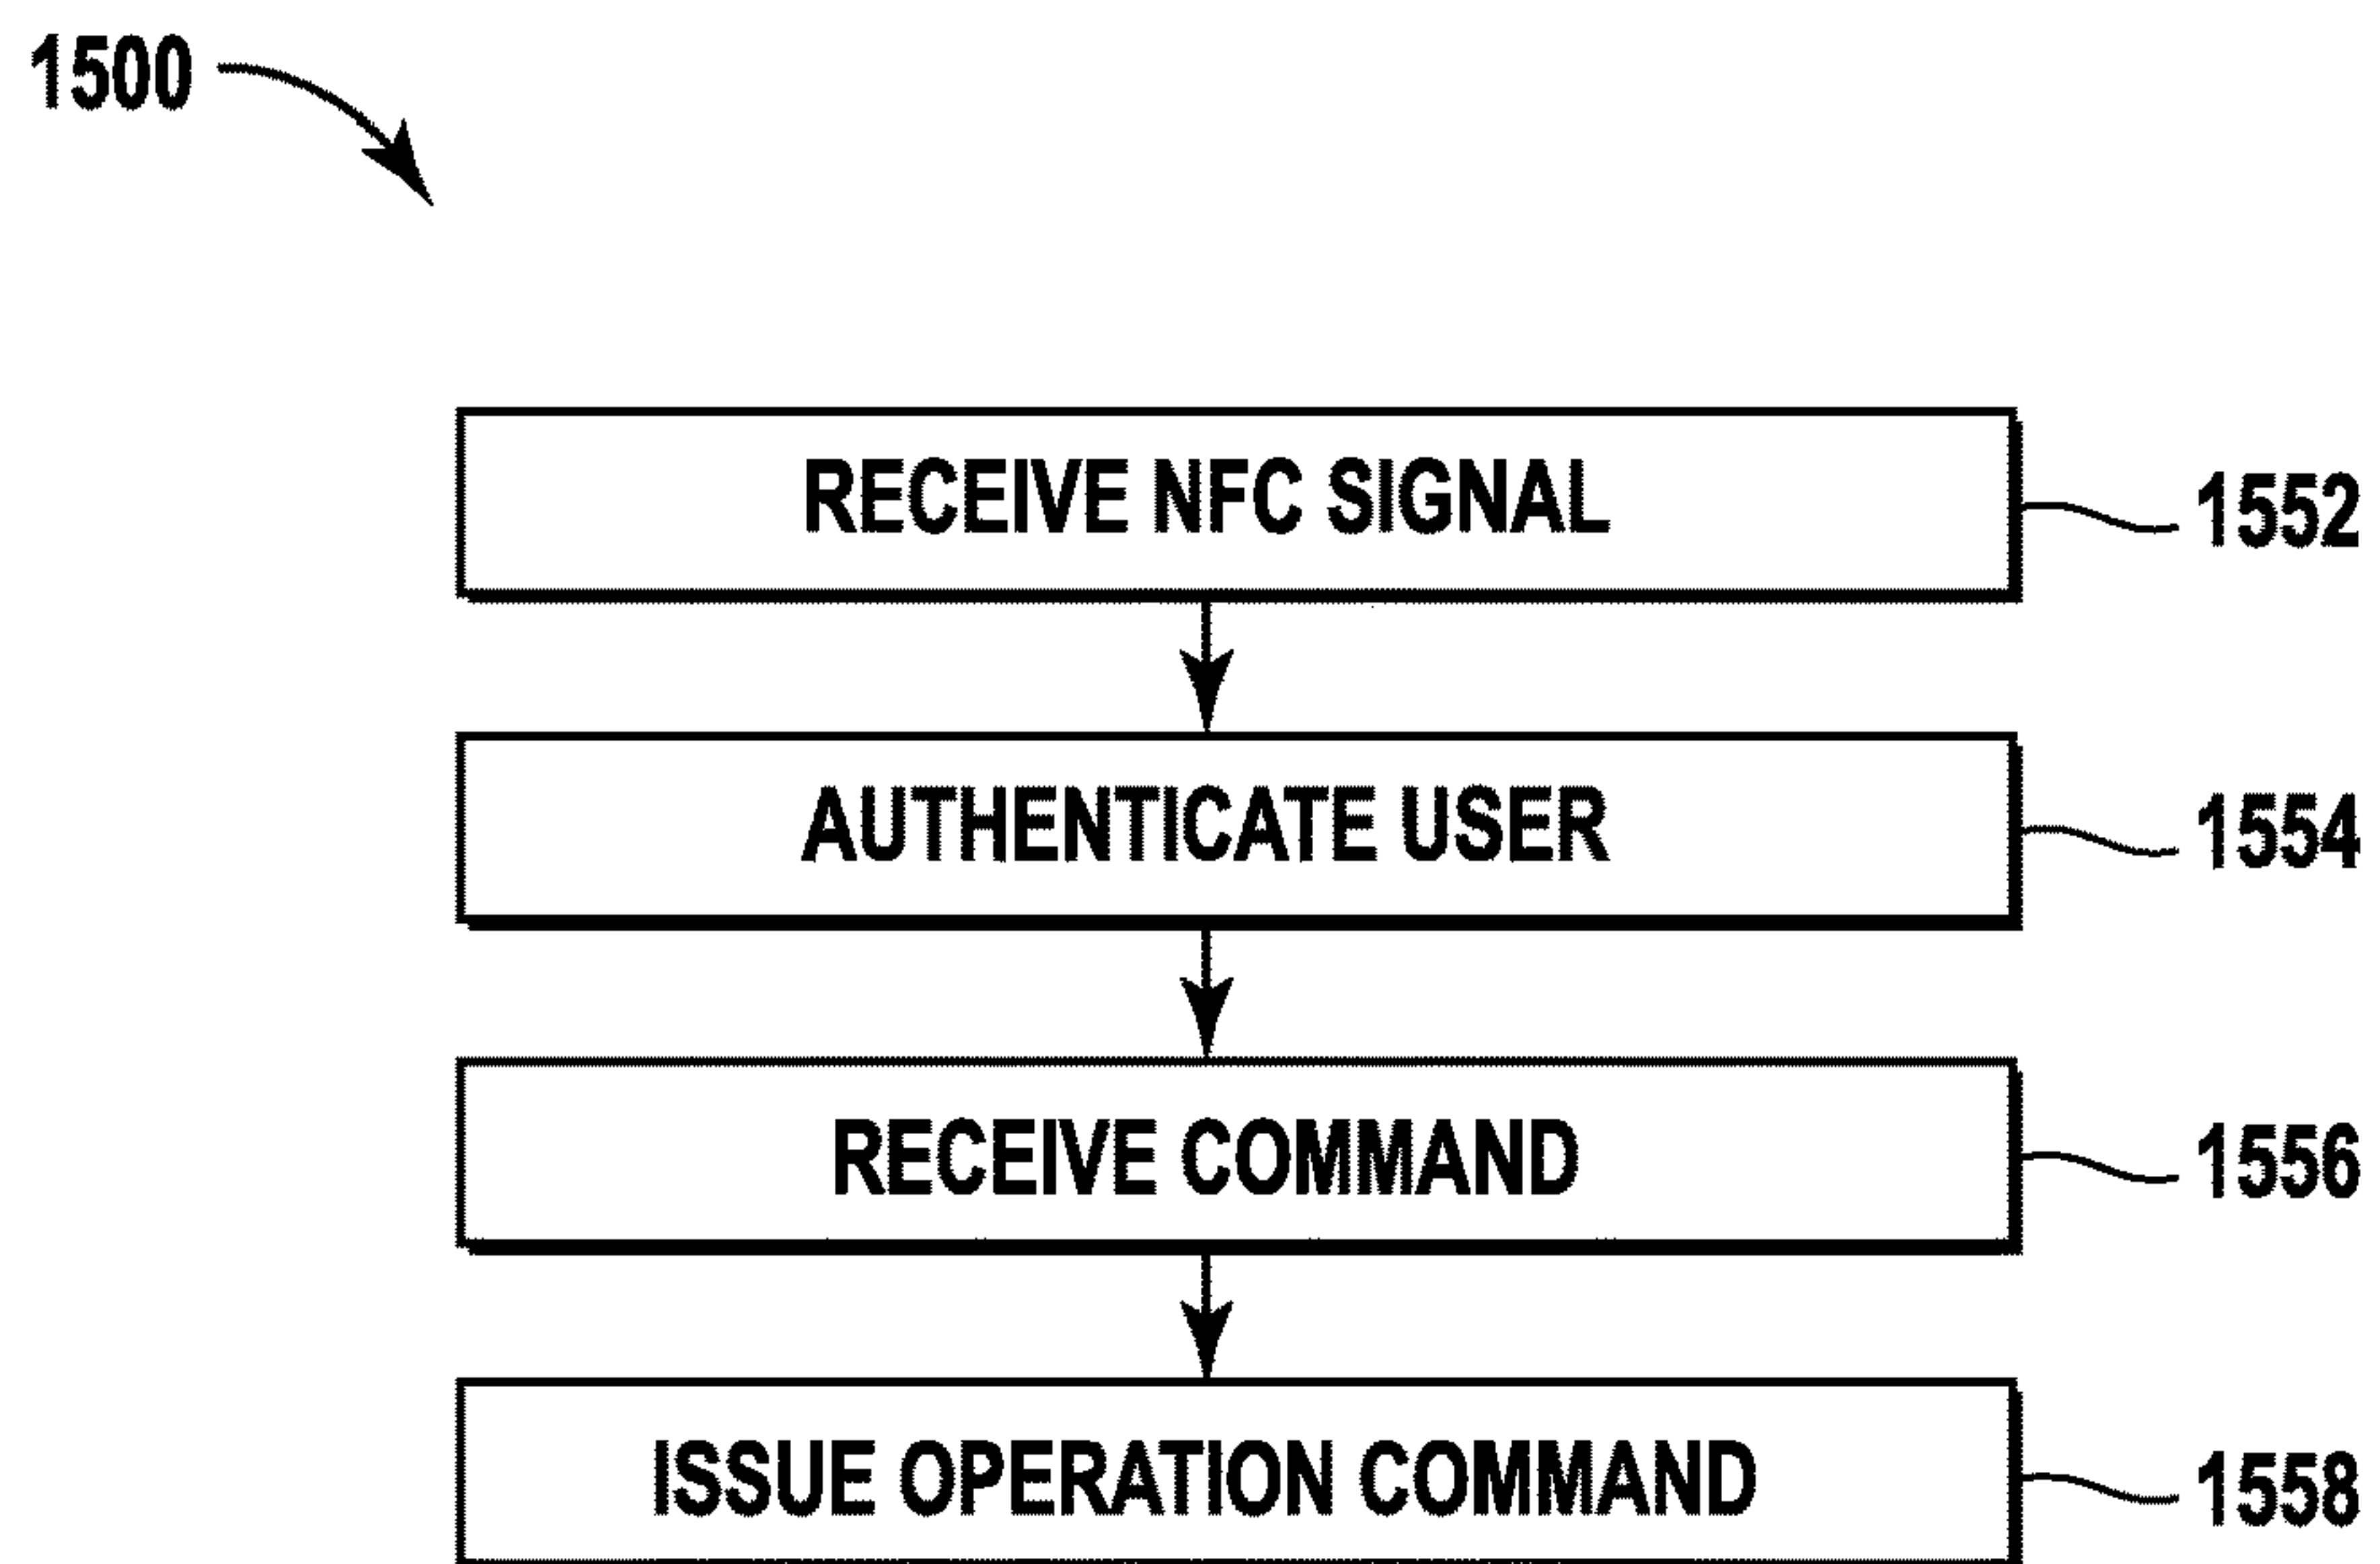 1500
RECEIVE NFC SIGNAL
1552
AUTHENTICATE USER
1554
RECEIVE COMMAND
1556
ISSUE OPERATION COMMAND
1558